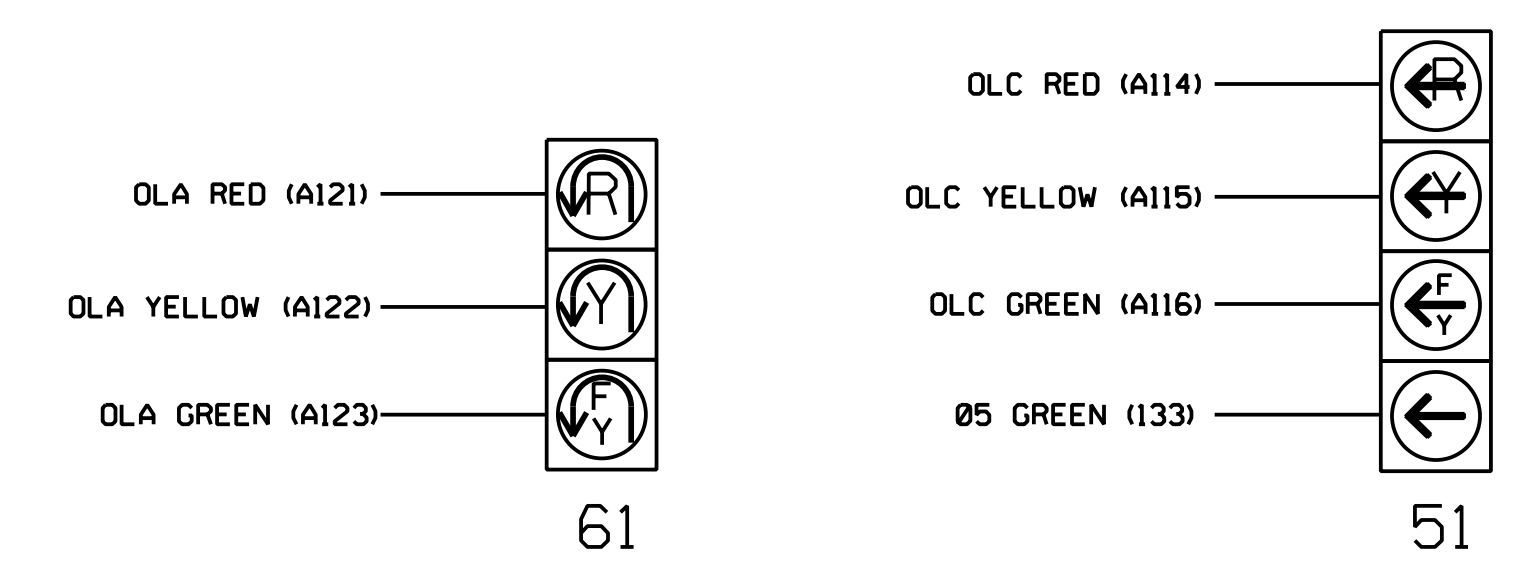 OLA RED (A121)
R
OLA YELLOW (A122)
Y
OLA GREEN (A123)
F
Y
61
OLC RED (A114)
R
OLC YELLOW (A115)
Y
OLC GREEN (A116)
F
Y
Ø5 GREEN (133)
51